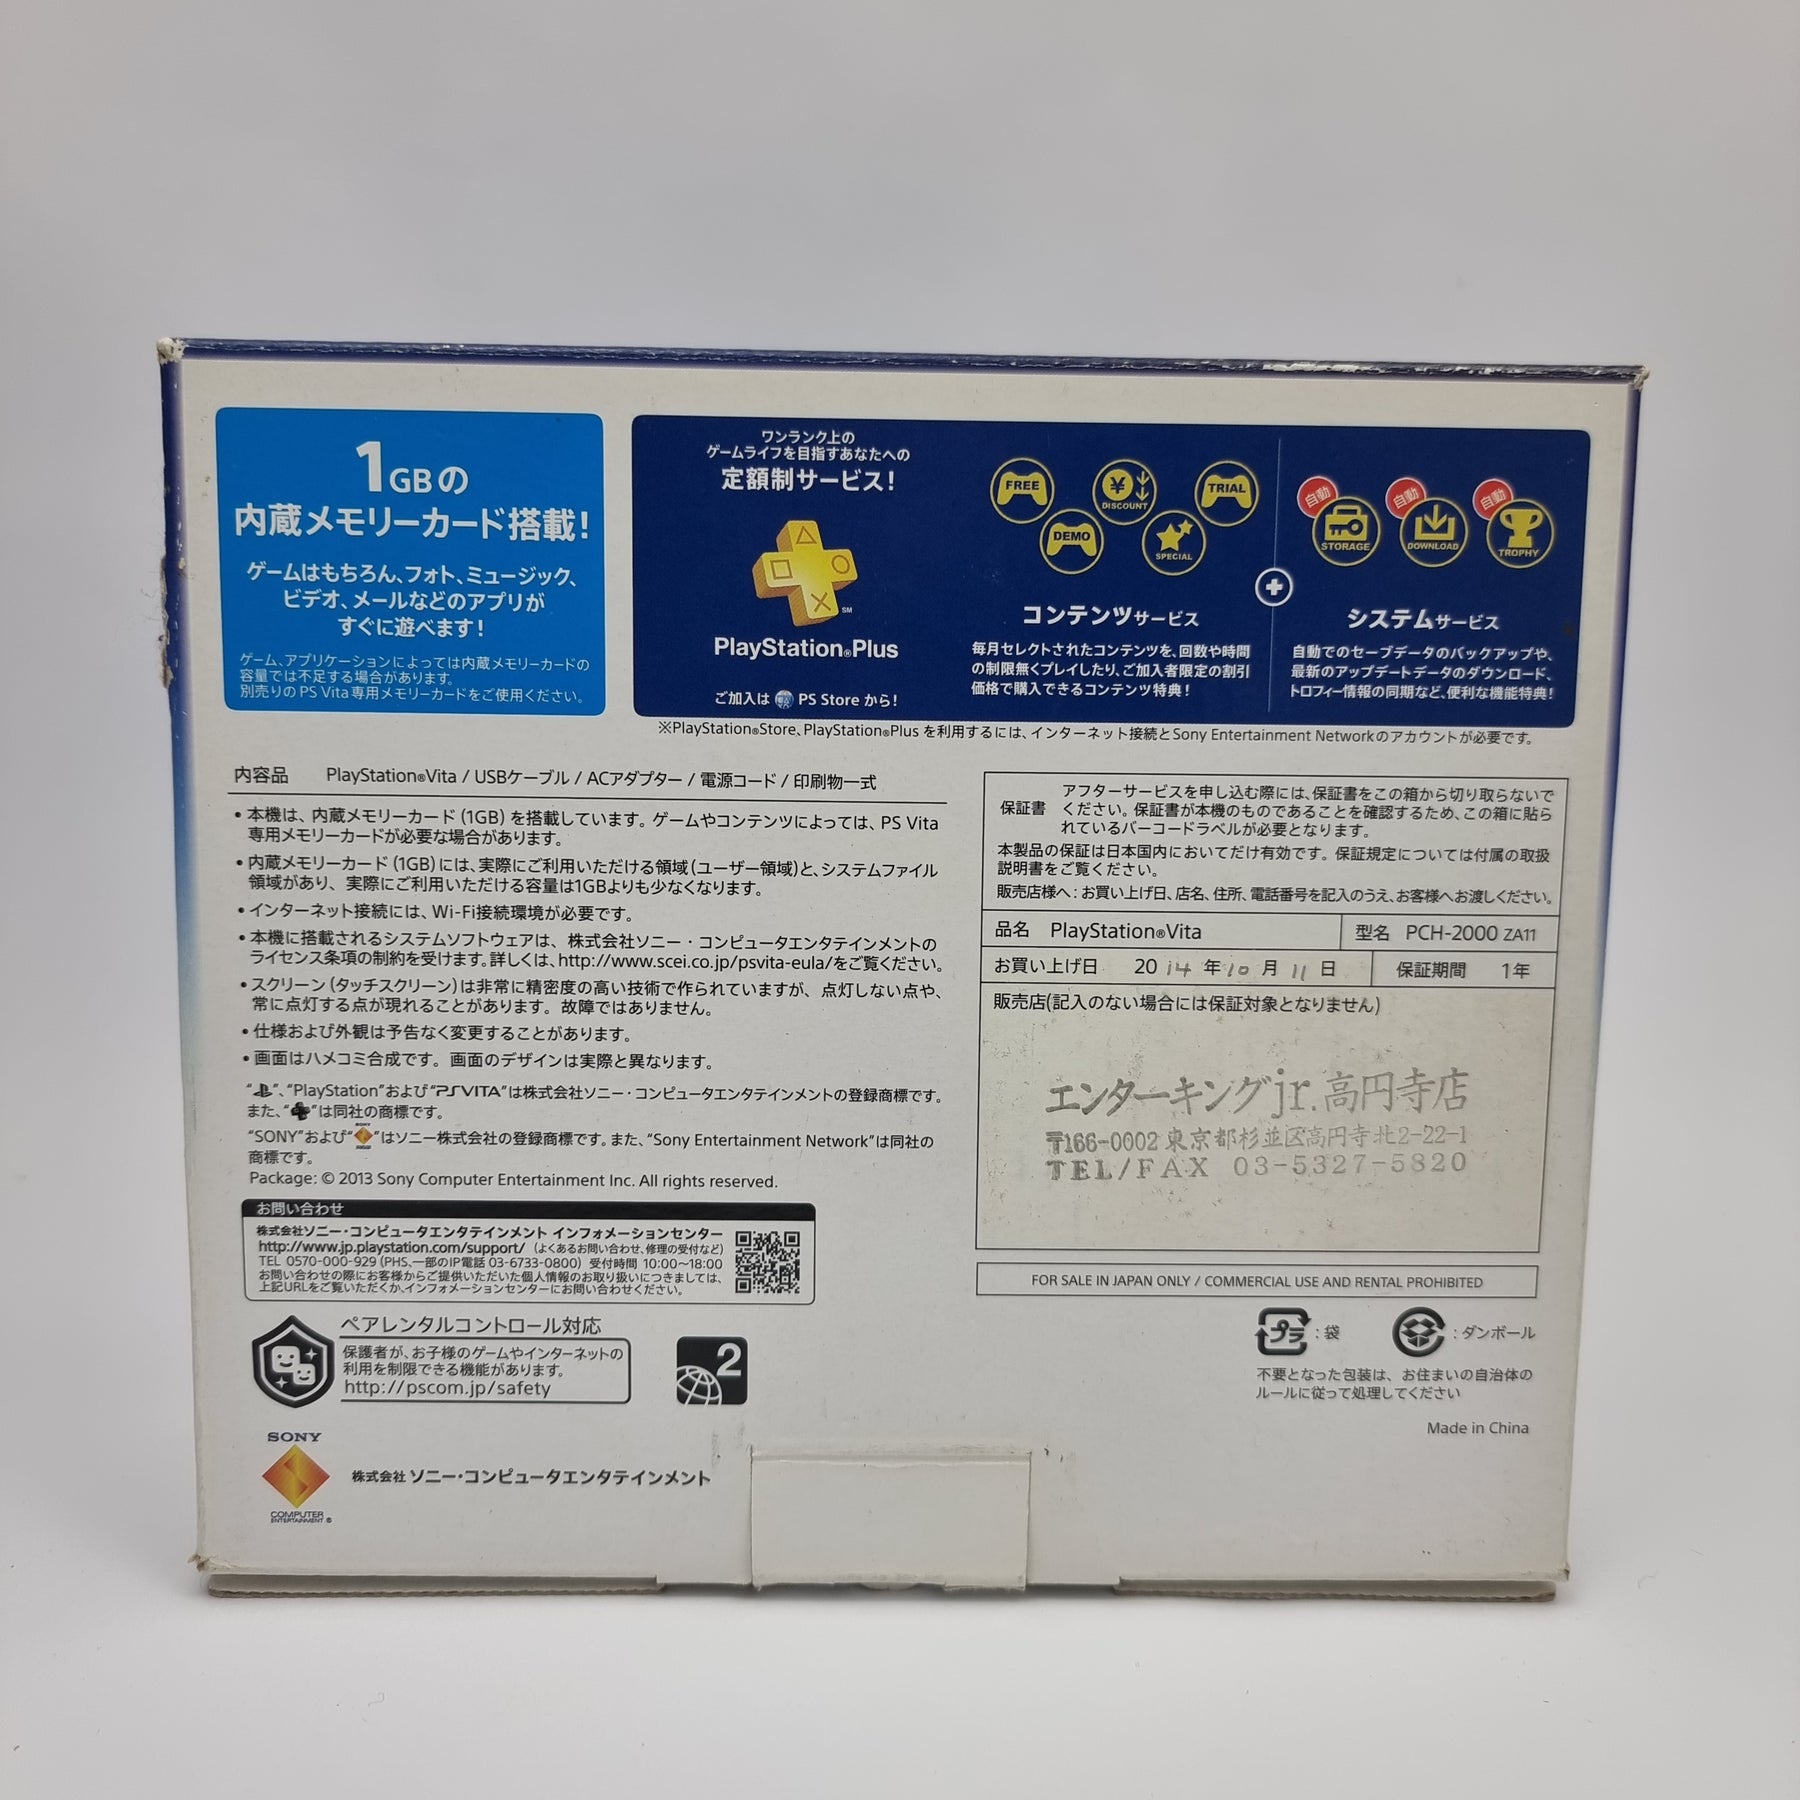 1GBの
内蔵メモリーカード搭載!
ゲームはもちろん、フォト、ミュージック、
ビデオ、メールなどのアプリが
すぐに遊べます!
ゲーム、アプリケーションによっては内蔵メモリーカードの
容量では不足する場合があります。
別売りのPS Vita専用メモリーカードをご使用ください。
ワンランク上の
ゲームライフを目指すあなたへの
定額制サービス!
SM
PlayStation®Plus
ご加入は PS Store から!
FREE
DISCOUNT
TRIAL
DEMO
SPECIAL
コンテンツサービス
毎月セレクトされたコンテンツを、回数や時間
の制限無くプレイしたり、ご加入者限定の割引
価格で購入できるコンテンツ特典!
自動
STORAGE
自動
DOWNLOAD
自動
TROPHY
システムサービス
自動でのセーブデータのバックアップや、
最新のアップデートデータのダウンロード、
トロフィー情報の同期など、便利な機能特典!
※PlayStation®Store、PlayStation®Plus を利用するには、インターネット接続とSony Entertainment Networkのアカウントが必要です。
内容品 PlayStation®Vita / USBケーブル / ACアダプター / 電源コード / 印刷物一式
• 本機は、内蔵メモリーカード (1GB) を搭載しています。ゲームやコンテンツによっては、PS Vita
専用メモリーカードが必要な場合があります。
• 内蔵メモリーカード (1GB) には、実際にご利用いただける領域 (ユーザー領域) と、システムファイル
領域があり、実際にご利用いただける容量は1GBよりも少なくなります。
• インターネット接続には、Wi-Fi接続環境が必要です。
• 本機に搭載されるシステムソフトウェアは、株式会社ソニー・コンピュータエンタテインメントの
ライセンス条項の制約を受けます。詳しくは、http://www.scei.co.jp/psvita-eula/をご覧ください。
• スクリーン (タッチスクリーン) は非常に精密度の高い技術で作られていますが、点灯しない点や、
常に点灯する点が現れることがあります。故障ではありません。
• 仕様および外観は予告なく変更することがあります。
• 画面はハメコミ合成です。画面のデザインは実際と異なります。
“ ”、“PlayStation”および“PSVITA”は株式会社ソニー・コンピュータエンタテインメントの登録商標です。
また、“ ”は同社の商標です。
“SONY”および“ ”はソニー株式会社の登録商標です。また、“Sony Entertainment Network”は同社の
商標です。
Package: © 2013 Sony Computer Entertainment Inc. All rights reserved.
お問い合わせ
株式会社ソニー・コンピュータエンタテインメント インフォメーションセンター
http://www.jp.playstation.com/support/ (よくあるお問い合わせ、修理の受付など)
TEL 0570-000-929 (PHS、一部のIP電話 03-6733-0800) 受付時間 10:00~18:00
お問い合わせの際にお客様からご提供いただいた個人情報のお取り扱いにつきましては、
上記URLをご覧いただくか、インフォメーションセンターにお問い合わせください。
ペアレンタルコントロール対応
保護者が、お子様のゲームやインターネットの
利用を制限できる機能があります。
http://pscom.jp/safety
2
SONY
COMPUTER
ENTERTAINMENT ®
株式会社 ソニー・コンピュータエンタテインメント
保証書
アフターサービスを申し込む際には、保証書をこの箱から切り取らないで
ください。保証書が本機のものであることを確認するため、この箱に貼ら
れているバーコードラベルが必要となります。
本製品の保証は日本国内においてだけ有効です。保証規定については付属の取扱
説明書をご覧ください。
販売店様へ：お買い上げ日、店名、住所、電話番号を記入のうえ、お客様へお渡しください。
品名 PlayStation®Vita 型名 PCH-2000 ZA11
お買い上げ日 2014年10月11日 保証期間 1年
販売店(記入のない場合には保証対象となりません)
エンターキングjr.高円寺店
〒166-0002 東京都杉並区高円寺北2-22-1
TEL/FAX 03-5327-5820
FOR SALE IN JAPAN ONLY / COMMERCIAL USE AND RENTAL PROHIBITED
プラ : 袋 : ダンボール
不要となった包装は、お住まいの自治体の
ルールに従って処理してください
Made in China